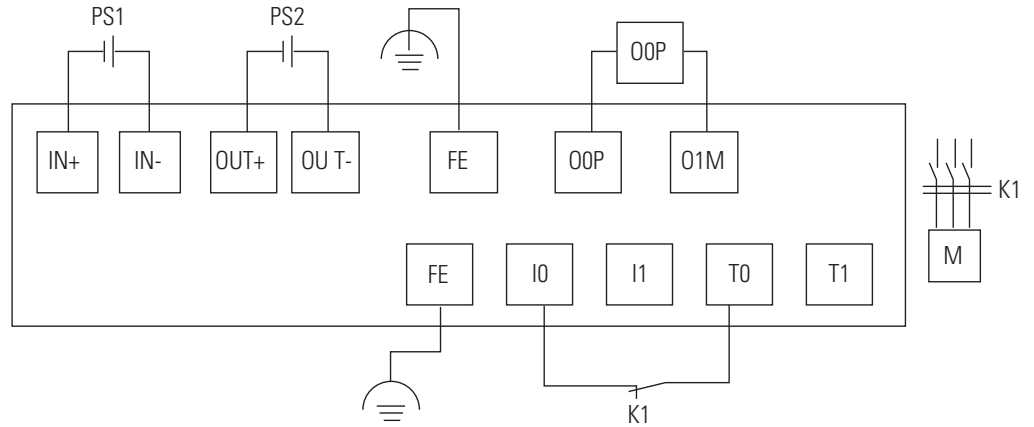 PS1
PS2
O0P
IN+ IN- OUT+ OU T- FE O0P O1M
K1
M
FE I0 I1 T0 T1
K1